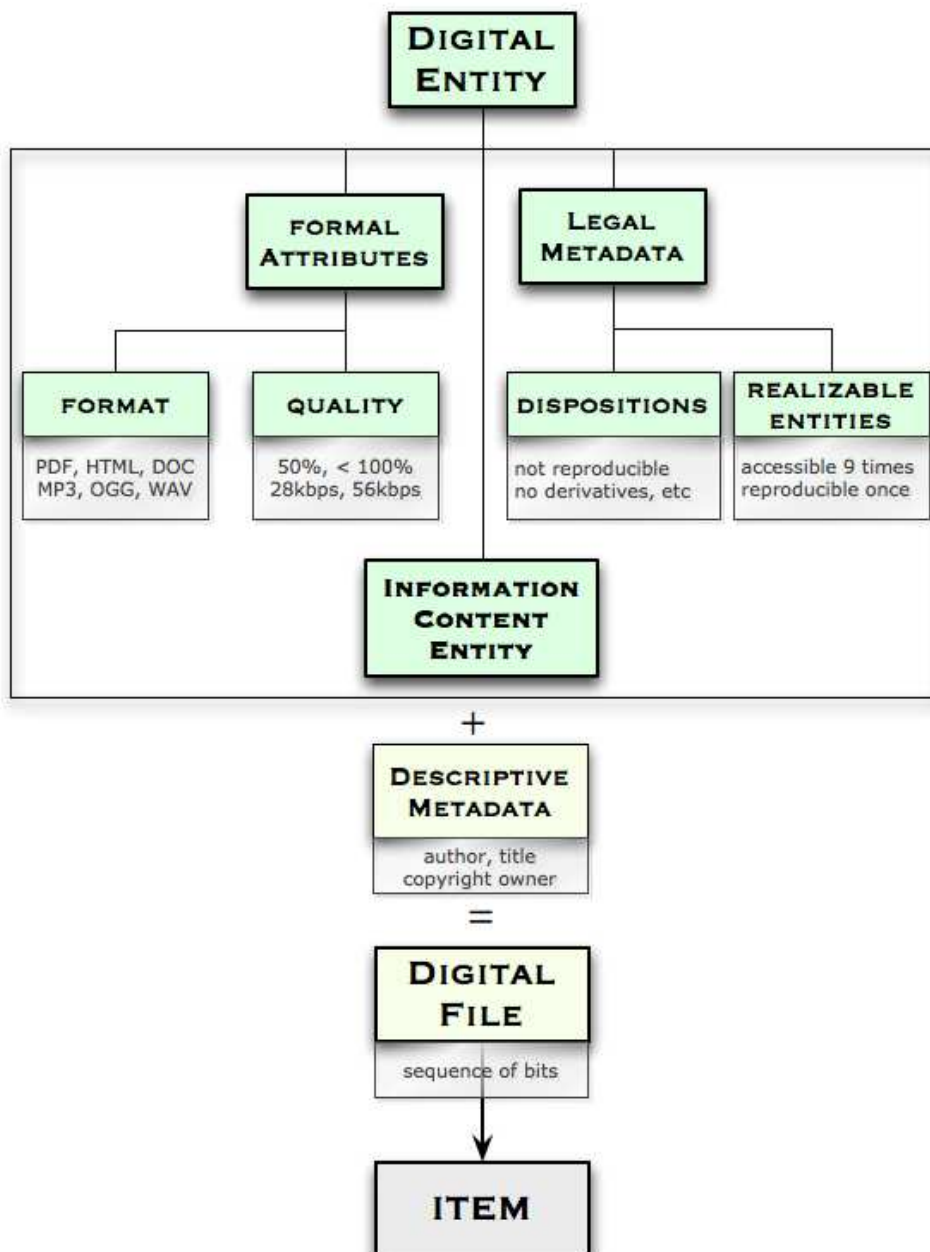 DIGITAL
ENTITY
FORMAL
ATTRIBUTES
LEGAL
METADATA
FORMAT
PDF, HTML, DOC
MP3, OGG, WAV
QUALITY
50%, < 100%
28kbps, 56kbps
DISPOSITIONS
not reproducible
no derivatives, etc
REALIZABLE
ENTITIES
accessible 9 times
reproducible once
INFORMATION
CONTENT
ENTITY
+
DESCRIPTIVE
METADATA
author, title
copyright owner
=
DIGITAL
FILE
sequence of bits
ITEM